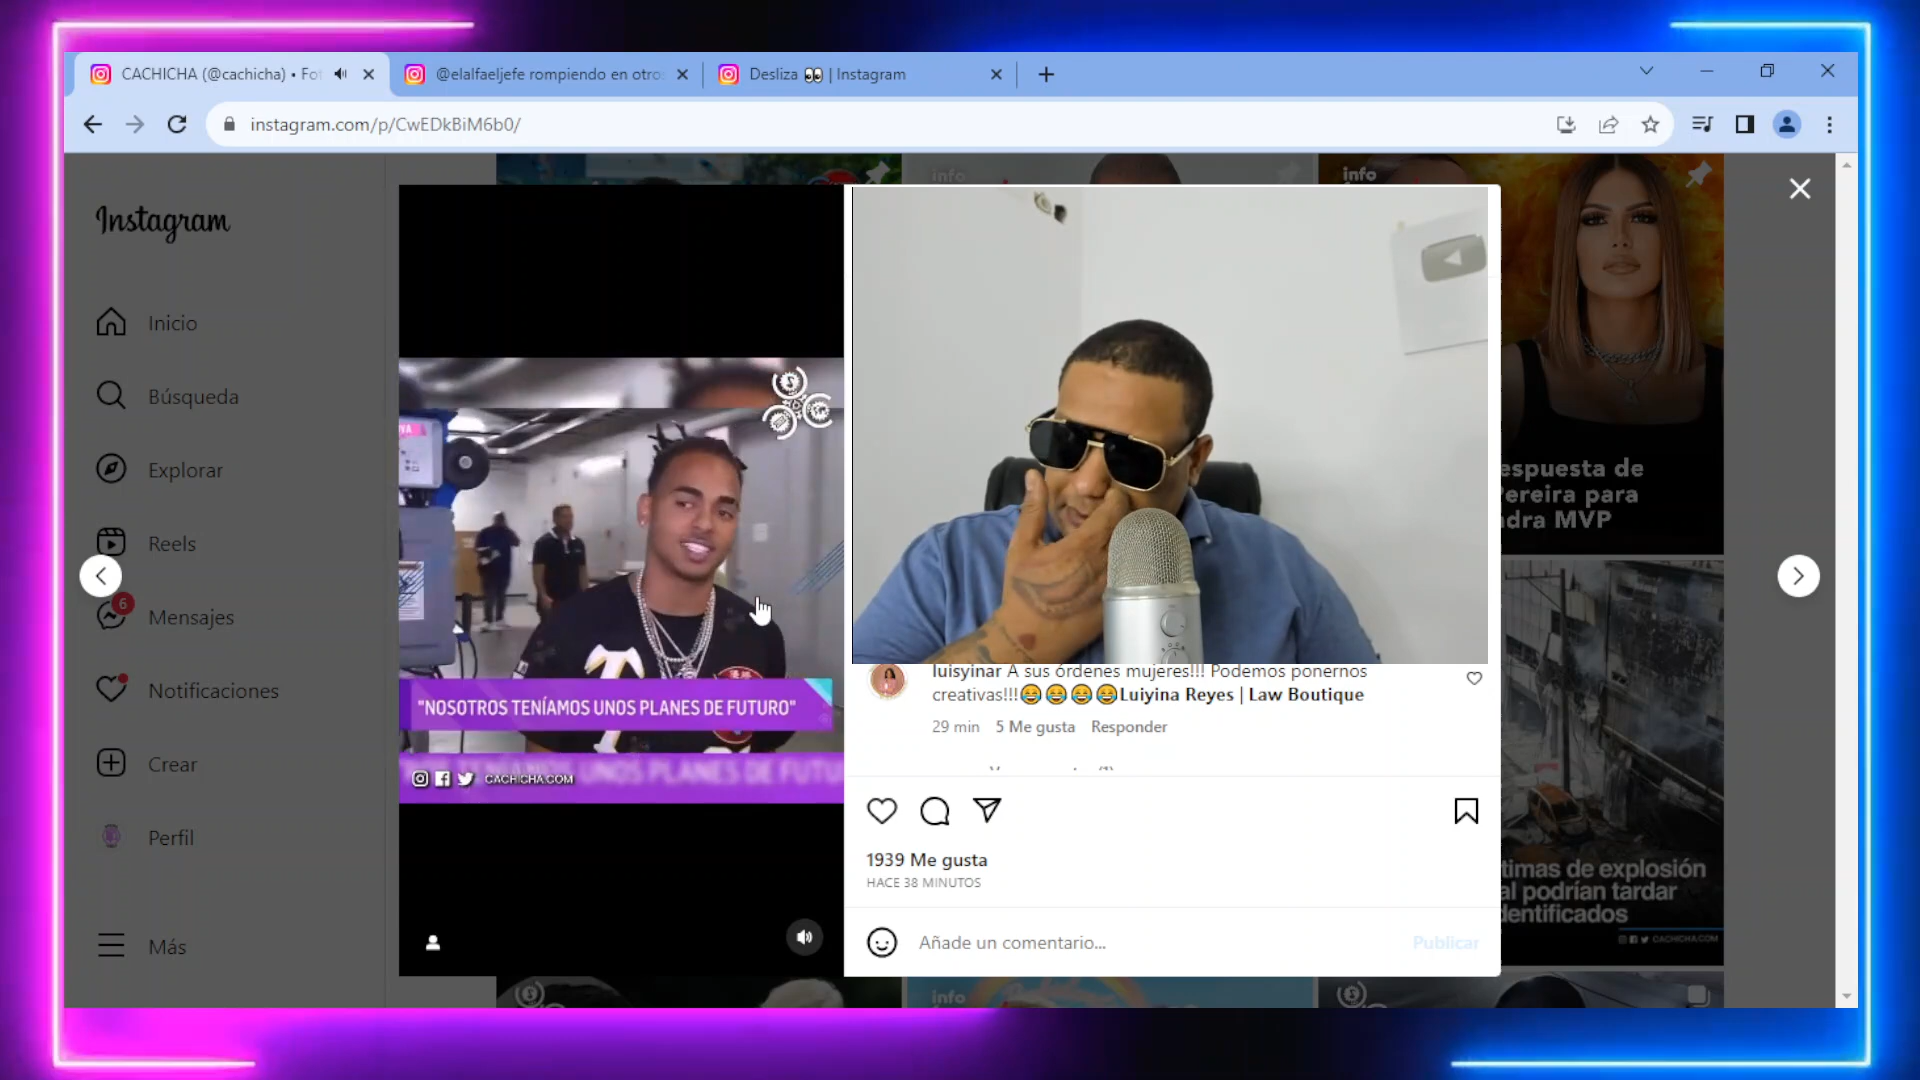 CACHICHA (@cachicha) • Fo
@elalfaeljefe rompiendo en otro
Desliza 👀 | Instagram
instagram.com/p/CwEDkBiM6b0/
Instagram
Inicio
Búsqueda
Explorar
Reels
6
Mensajes
Notificaciones
Crear
Perfil
Más
info
info
espuesta de
ereira para
dra MVP
"NOSOTROS TENÍAMOS UNOS PLANES DE FUTURO"
CACHICHA.COM
luisyinar A sus órdenes mujeres!!! Podemos ponernos
creativas!!!😂😂😂😂Luiyina Reyes | Law Boutique
29 min 5 Me gusta Responder
1939 Me gusta
HACE 38 MINUTOS
Añade un comentario...
Publicar
timas de explosión
al podrían tardar
dentificados
CACHICHA.COM
info